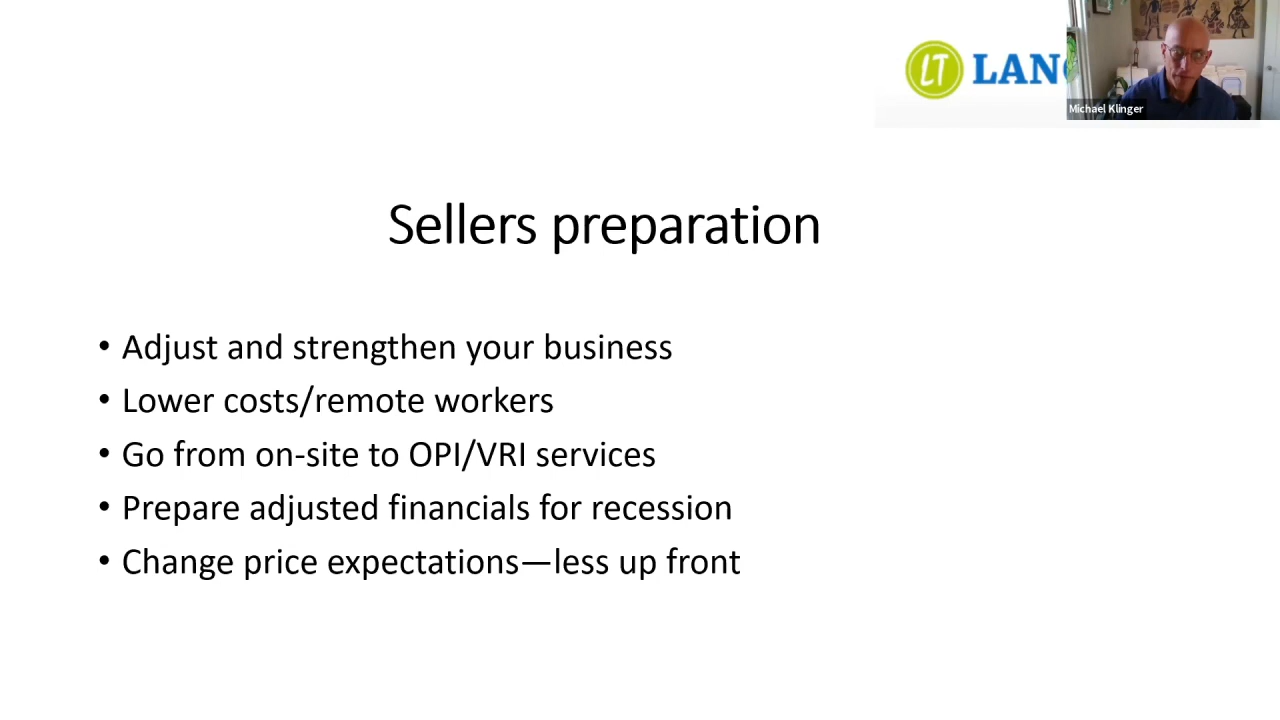 LT
Michael Klinger
Sellers preparation
• Adjust and strengthen your business
• Lower costs/remote workers
• Go from on-site to OPI/VRI services
• Prepare adjusted financials for recession
• Change price expectations—less up front